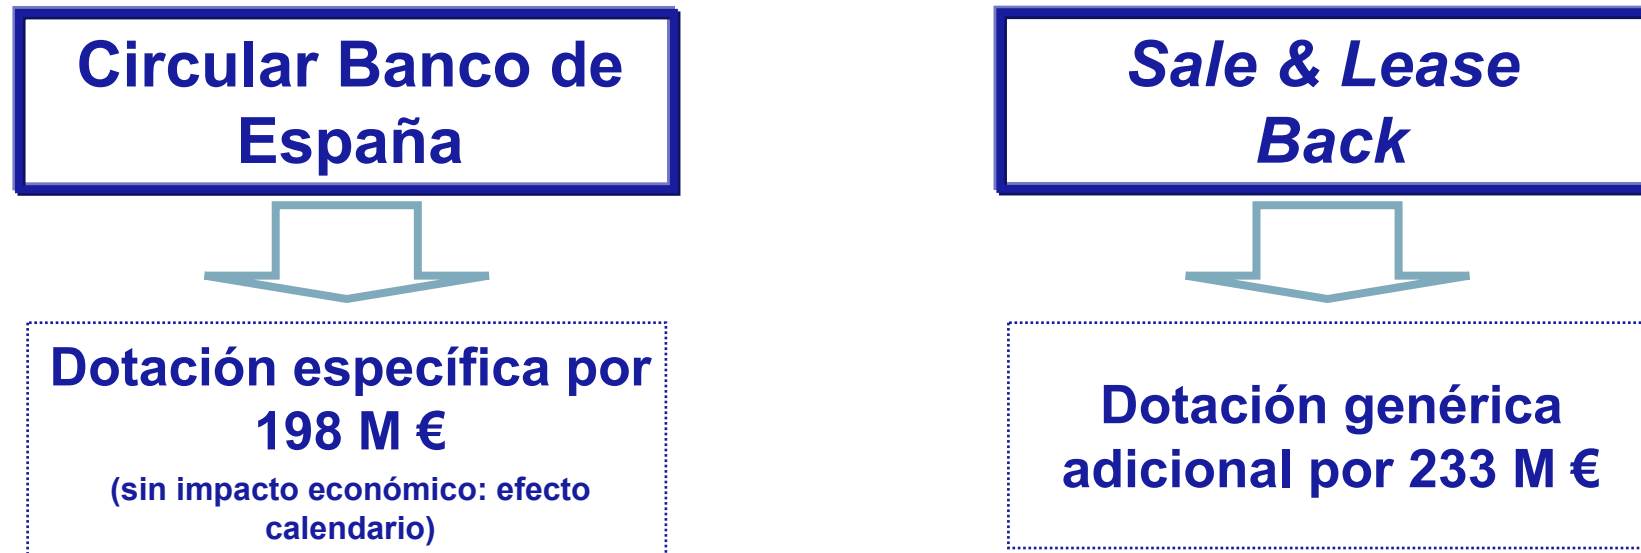 Circular Banco de
España
Sale & Lease
Back
Dotación específica por
198 M €
(sin impacto económico: efecto
calendario)
Dotación genérica
adicional por 233 M €